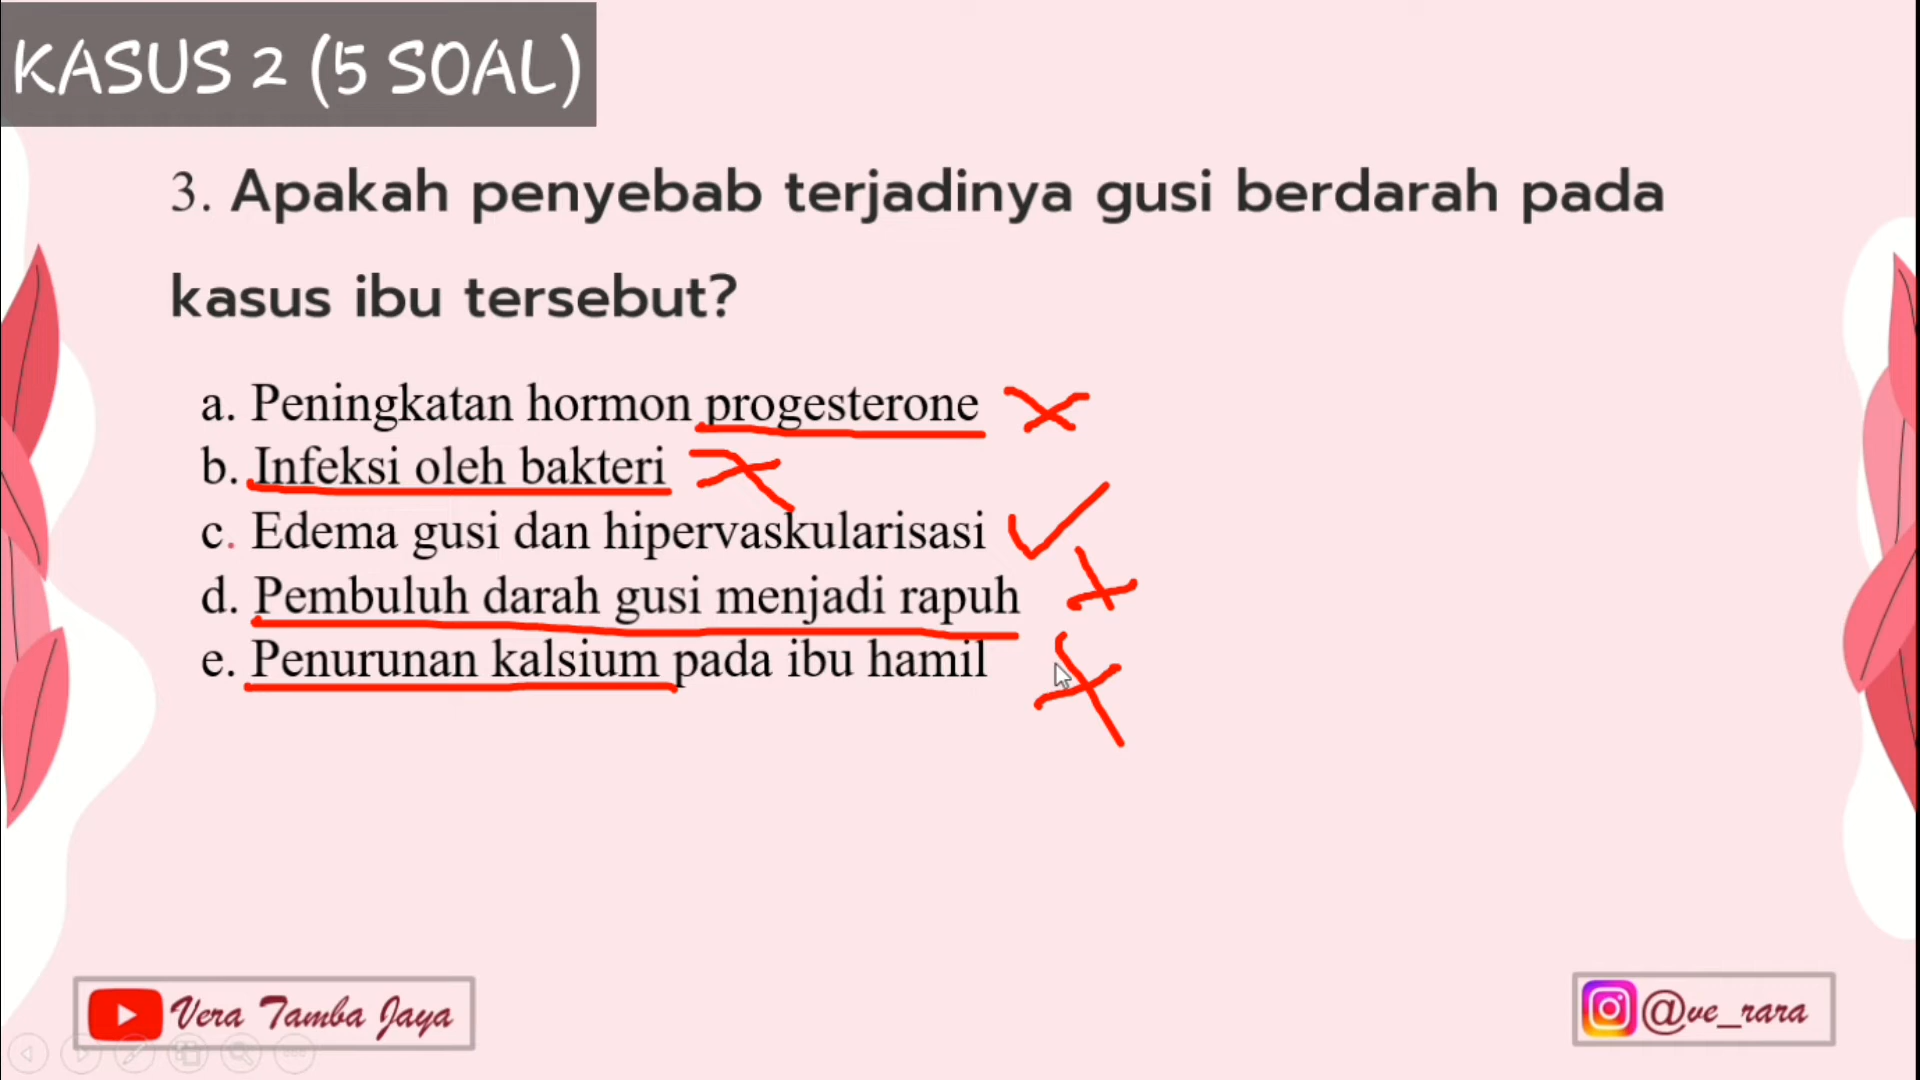 KASUS 2 (5 SOAL)
3. Apakah penyebab terjadinya gusi berdarah pada
kasus ibu tersebut?
a. Peningkatan hormon progesterone
b. Infeksi oleh bakteri
c. Edema gusi dan hipervaskularisasi
d. Pembuluh darah gusi menjadi rapuh
e. Penurunan kalsium pada ibu hamil
Vera Tamba Jaya
@ve_rara